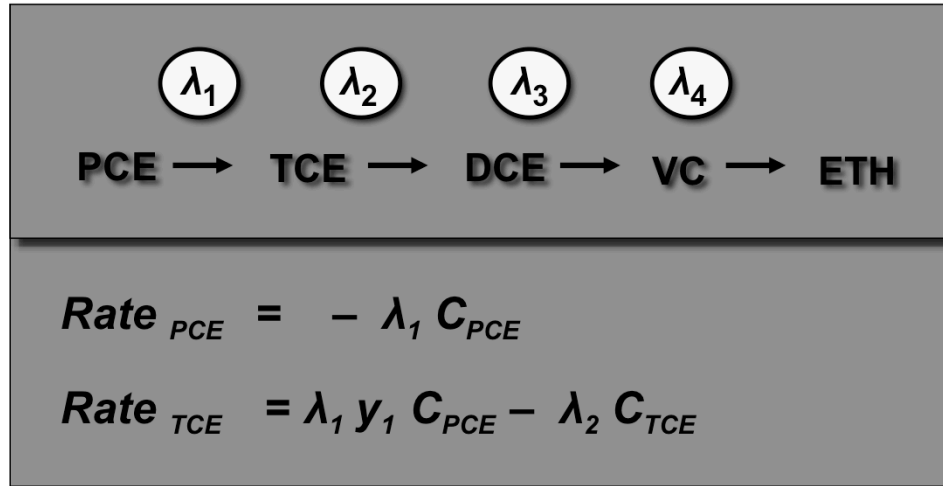 λ1 λ2 λ3 λ4
PCE → TCE → DCE → VC → ETH
Rate PCE = – λ1 CPCE
Rate TCE = λ1 y1 CPCE – λ2 CTCE